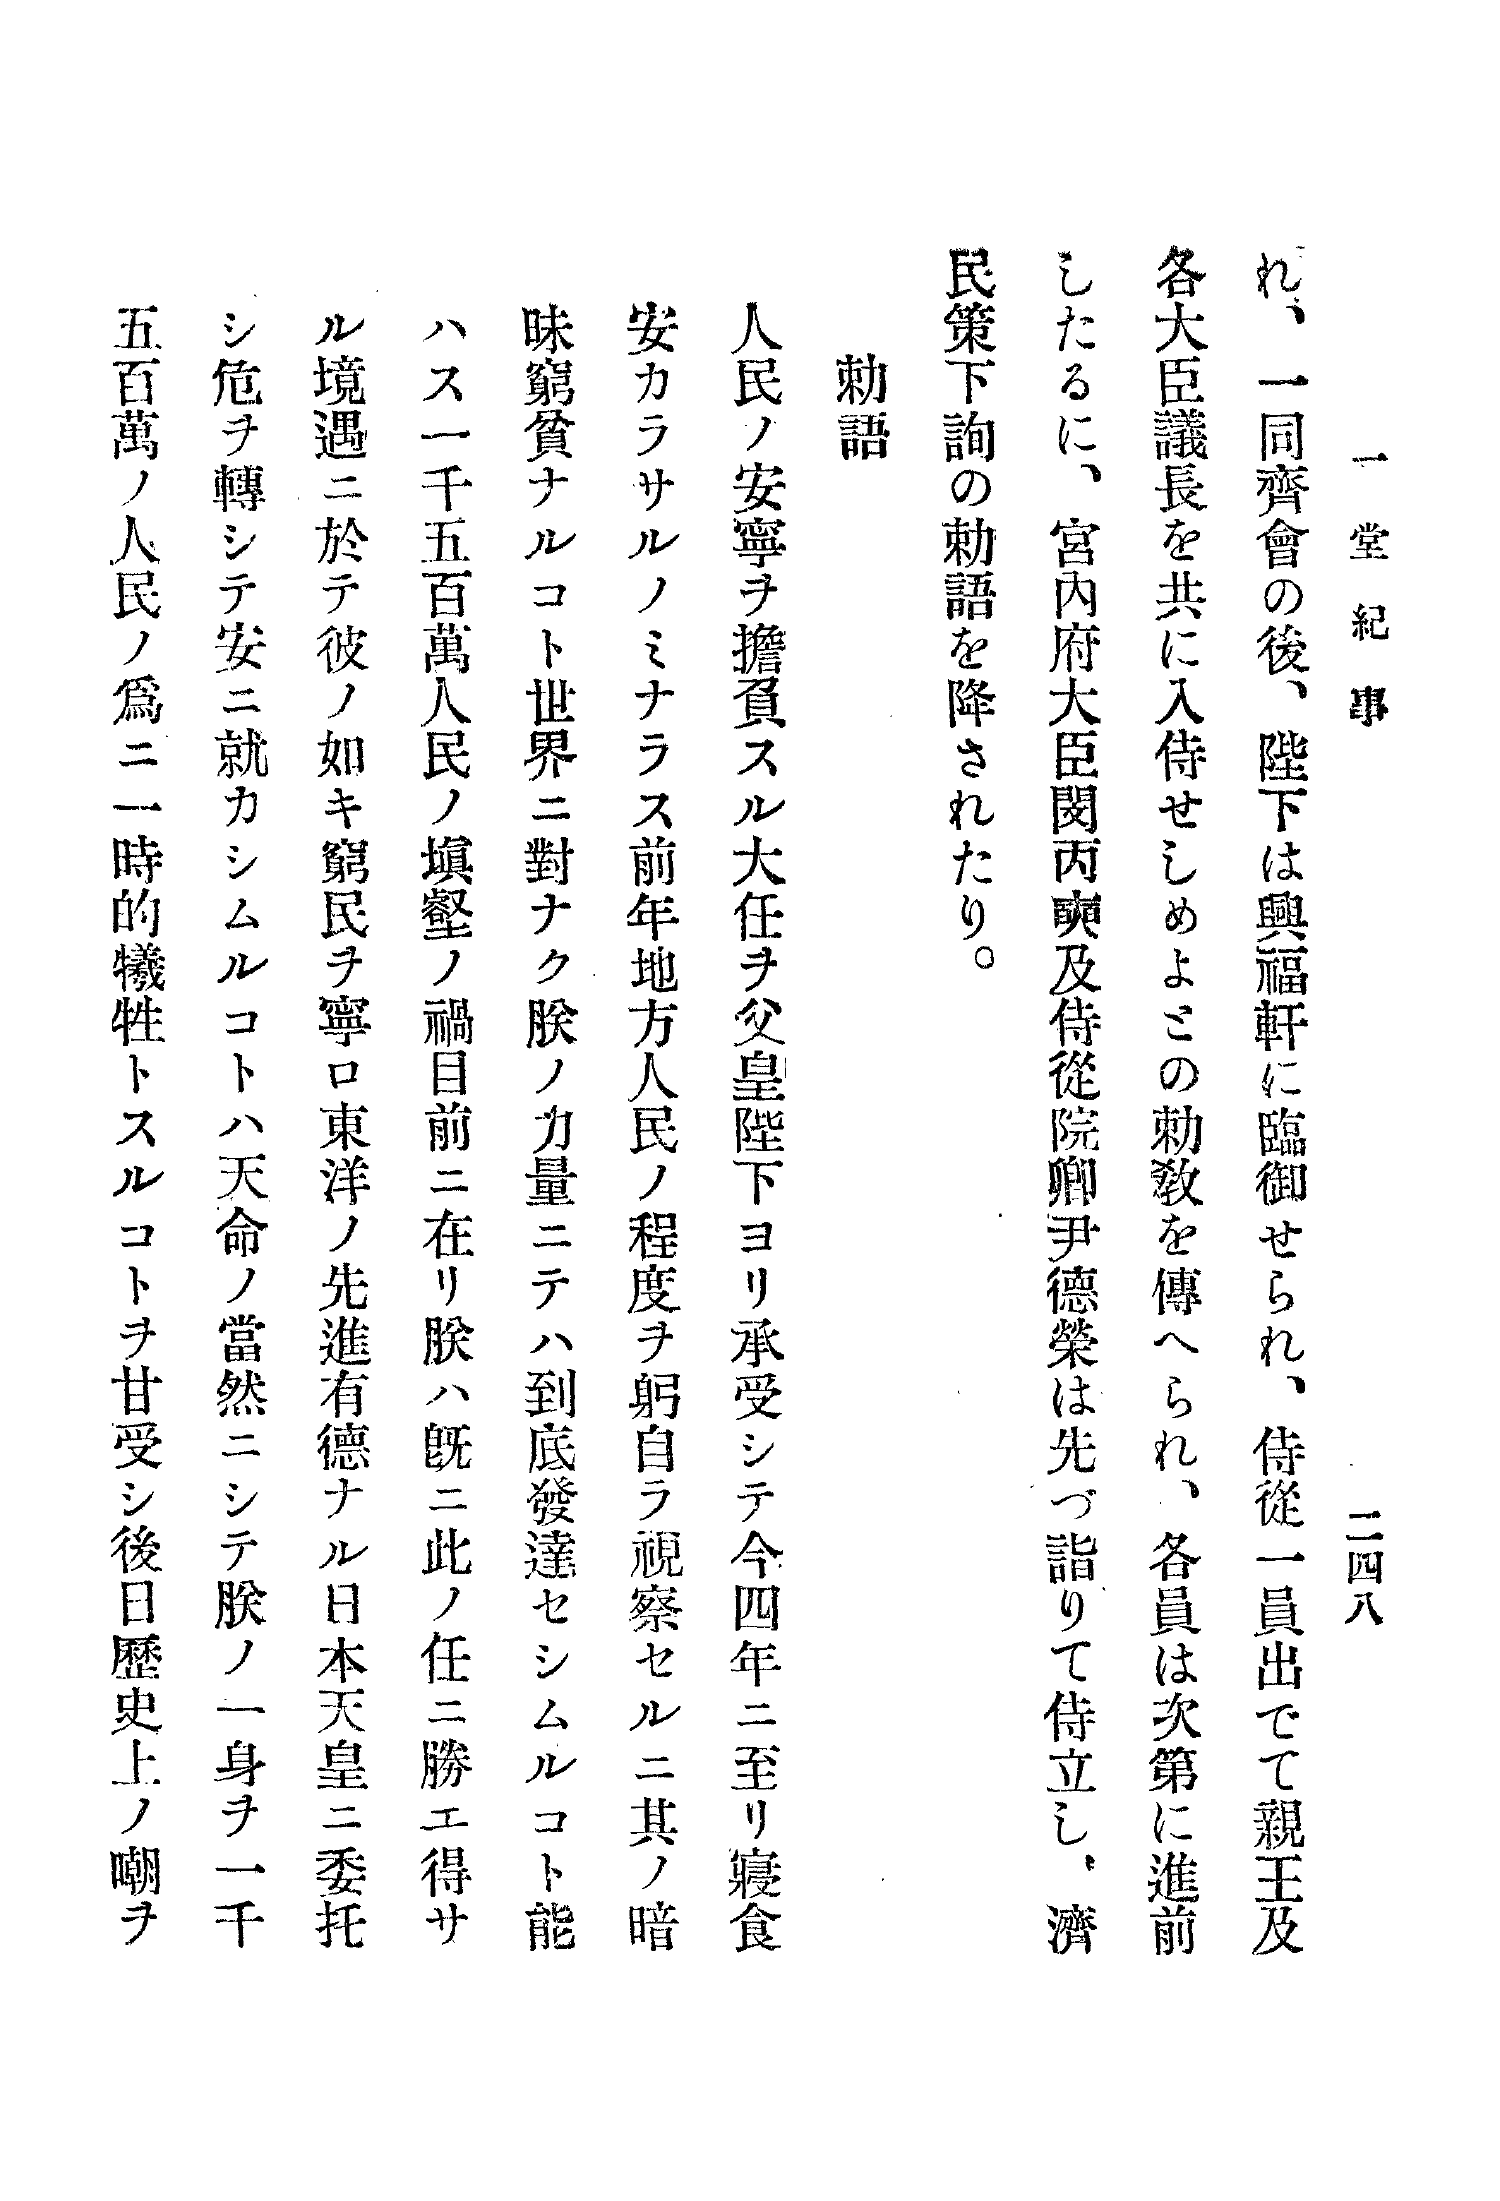 一堂紀事
二四八
れ、一同齊會の後、陛下は興福軒に臨御せられ、侍從一員出でて親王及
各大臣議長を共に入侍せしめよとの勅敎を傳へられ、各員は次第に進前
したるに、宮內府大臣閔丙奭及侍從院卿尹德榮は先づ詣りて侍立し、濟
民策下詢の勅語を降されたり。
勅語
人民ノ安寧ヲ擔負スル大任ヲ父皇陛下ヨリ承受シテ今四年ニ至リ寢食
安カラサルノミナラス前年地方人民ノ程度ヲ躬自ラ視察セルニ其ノ暗
昧窮貧ナルコト世界ニ對ナク朕ノ力量ニテハ到底發達セシムルコト能
ハス一千五百萬人民ノ塡壑ノ禍目前ニ在リ朕ハ旣ニ此ノ任ニ勝エ得サ
ル境遇ニ於テ彼ノ如キ窮民ヲ寧ロ東洋ノ先進有德ナル日本天皇ニ委托
シ危ヲ轉シテ安ニ就カシムルコトハ天命ノ當然ニシテ朕ノ一身ヲ一千
五百萬ノ人民ノ爲ニ一時的犧牲トスルコトヲ甘受シ後日歷史上ノ嘲ヲ